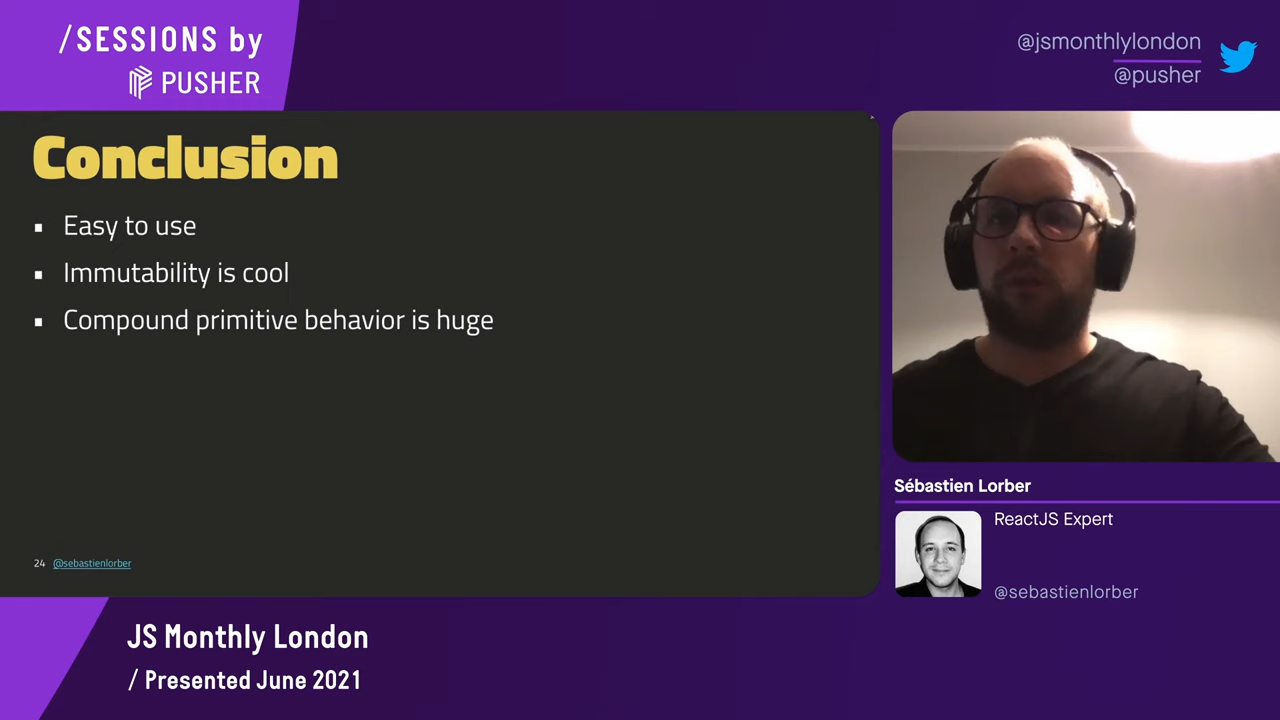 /SESSIONS by
PUSHER
@jsmonthlylondon
@pusher
Conclusion
▪ Easy to use
▪ Immutability is cool
▪ Compound primitive behavior is huge
24 @sebastienlorber
Sébastien Lorber
ReactJS Expert
@sebastienlorber
JS Monthly London
/ Presented June 2021